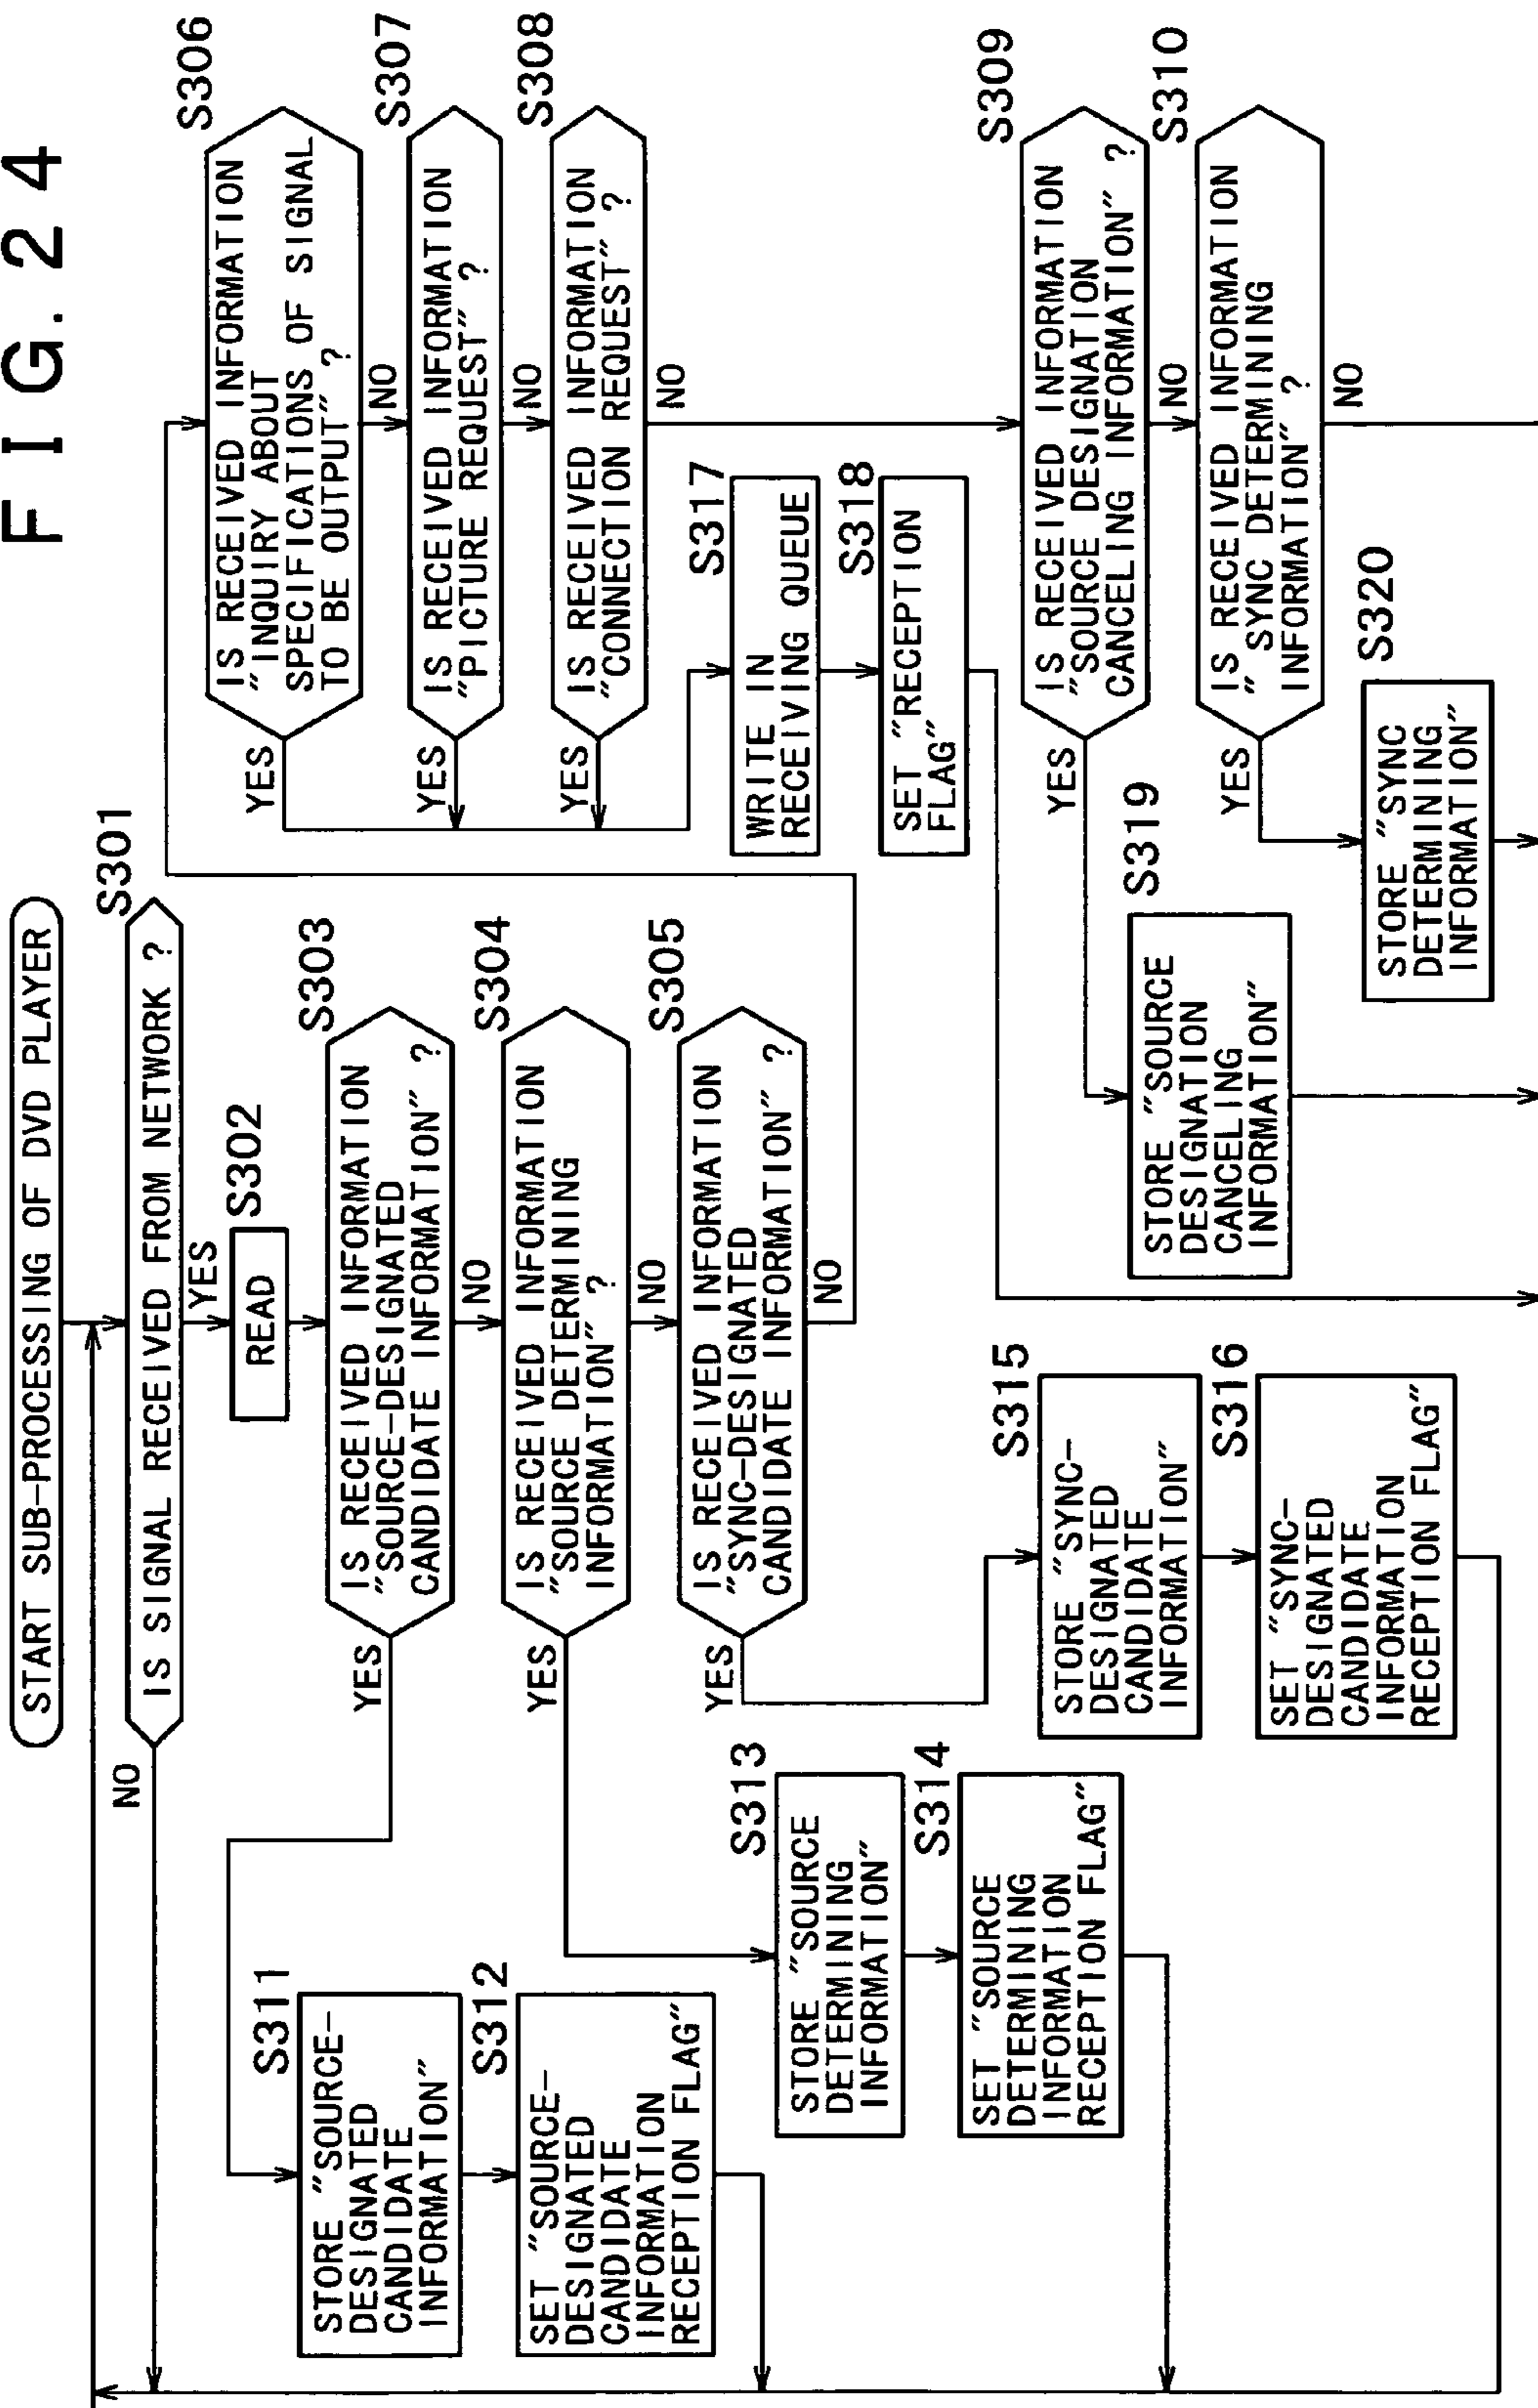 FIG. 24
START SUB-PROCESSING OF DVD PLAYER
S301
IS SIGNAL RECEIVED FROM NETWORK ?
NO
YES
S302
READ
S303
IS RECEIVED INFORMATION
"SOURCE-DESIGNATED
CANDIDATE INFORMATION" ?
YES
NO
S304
IS RECEIVED INFORMATION
"SOURCE DETERMINING
INFORMATION" ?
YES
NO
S305
IS RECEIVED INFORMATION
"SYNC-DESIGNATED
CANDIDATE INFORMATION" ?
YES
NO
S311
STORE "SOURCE-
DESIGNATED
CANDIDATE
INFORMATION"
S312
SET "SOURCE-
DESIGNATED
CANDIDATE
INFORMATION
RECEPTION FLAG"
S313
STORE "SOURCE
DETERMINING
INFORMATION"
S314
SET "SOURCE
DETERMINING
INFORMATION
RECEPTION FLAG"
S315
STORE "SYNC-
DESIGNATED
CANDIDATE
INFORMATION"
S316
SET "SYNC-
DESIGNATED
CANDIDATE
INFORMATION
RECEPTION FLAG"
S306
IS RECEIVED INFORMATION
"INQUIRY ABOUT
SPECIFICATIONS OF SIGNAL
TO BE OUTPUT" ?
YES
NO
S307
IS RECEIVED INFORMATION
"PICTURE REQUEST" ?
YES
NO
S308
IS RECEIVED INFORMATION
"CONNECTION REQUEST" ?
YES
NO
S317
WRITE IN
RECEIVING QUEUE
S318
SET "RECEPTION
FLAG"
S309
IS RECEIVED INFORMATION
"SOURCE DESIGNATION
CANCELING INFORMATION" ?
YES
NO
S310
IS RECEIVED INFORMATION
" SYNC DETERMINING
INFORMATION" ?
YES
NO
S319
STORE "SOURCE
DESIGNATION
CANCELING
INFORMATION"
S320
STORE "SYNC
DETERMINING
INFORMATION"